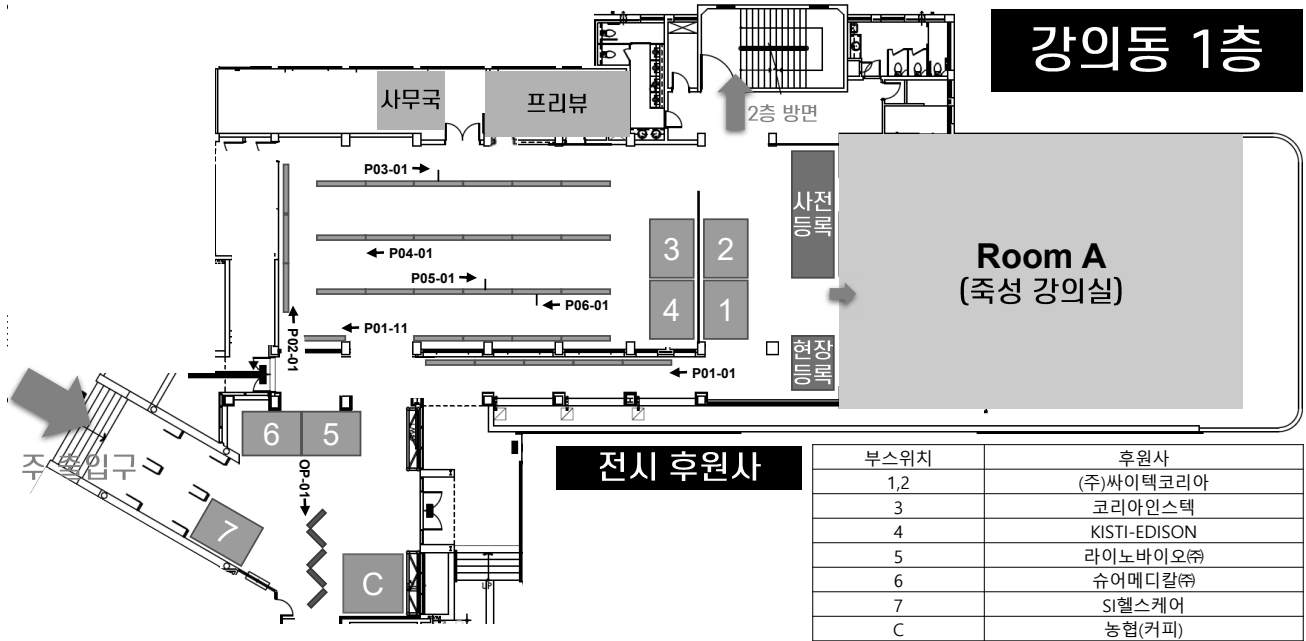 강의동 1층
사무국
프리뷰
2층 방면
P03-01
P04-01
P05-01
P06-01
P01-11
P02-01
P01-01
3
2
4
1
사전
등록
현장
등록
Room A
(죽성 강의실)
주 출입구
6
5
OP-01
7
C
UP
전시 후원사
부스위치 후원사
1,2 (주)싸이텍코리아
3 코리아인스텍
4 KISTI-EDISON
5 라이노바이오㈜
6 슈어메디칼㈜
7 SI헬스케어
C 농협(커피)